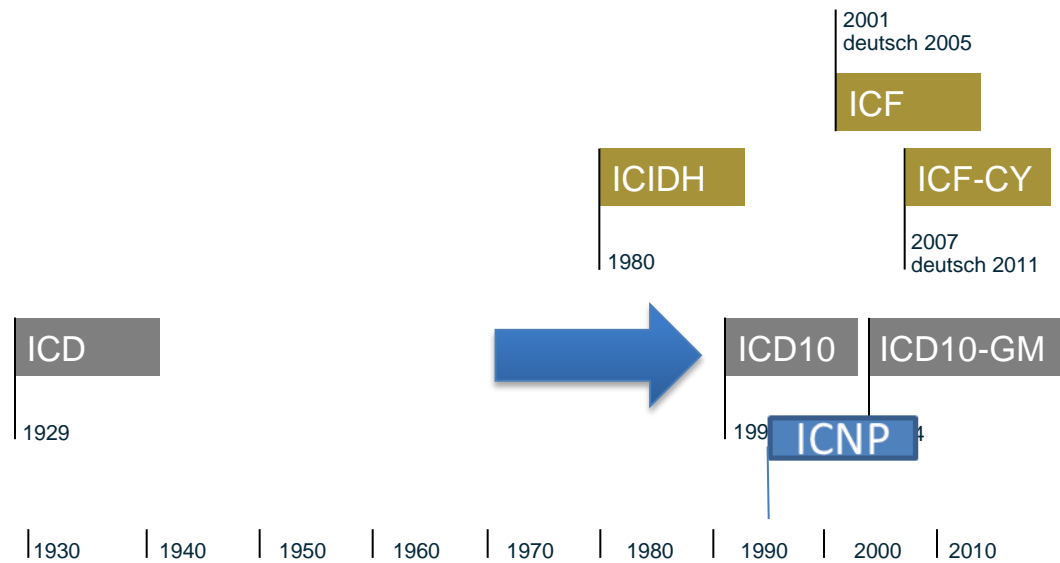 2001
deutsch 2005
ICF
ICIDH
ICF-CY
1980
2007
deutsch 2011
ICD
ICD10
ICD10-GM
1929
ICNP
1930
1940
1950
1960
1970
1980
1990
2000
2010